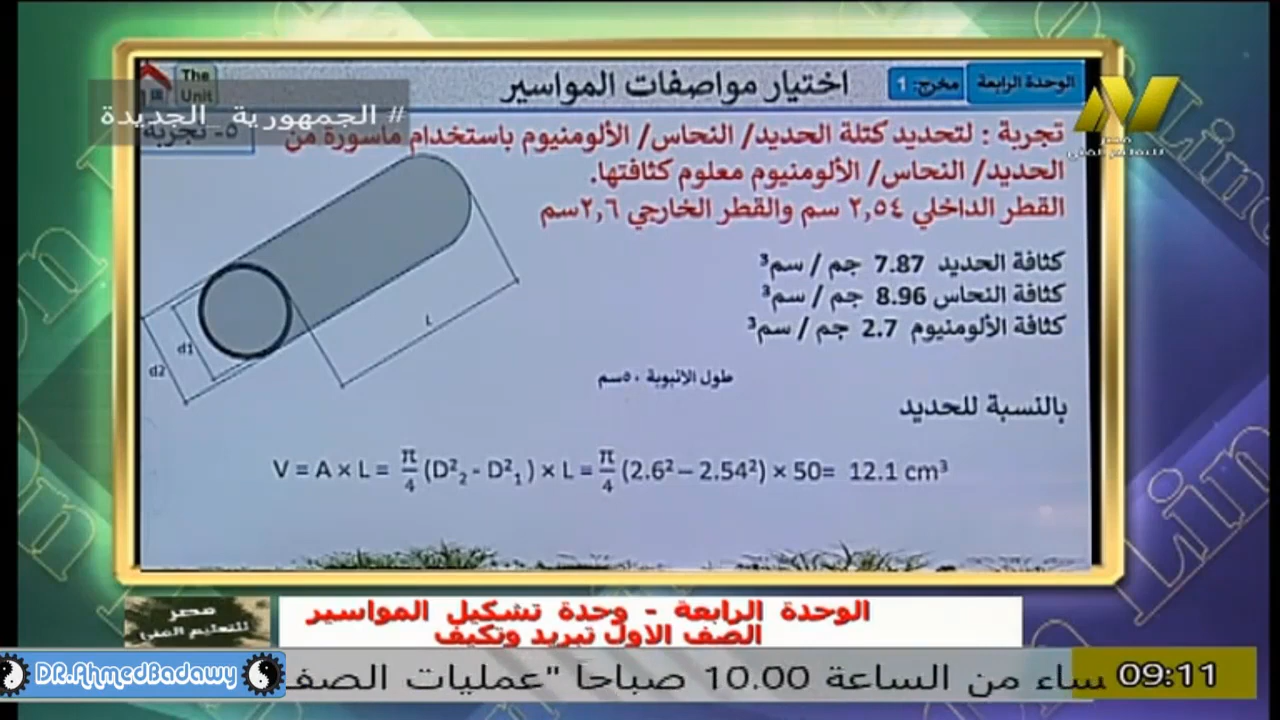 الوحدة الرابعة
مخرج: 1
اختيار مواصفات المواسير
The
Unit
# الجمهورية الجديدة
٥- تجربة
تجربة : لتحديد كتلة الحديد/ النحاس/ الألومنيوم باستخدام ماسورة من
الحديد/ النحاس/ الألومنيوم معلوم كثافتها.
القطر الداخلي ٢,٥٤ سم والقطر الخارجي ٢,٦سم
كثافة الحديد 7.87 جم / سم³
كثافة النحاس 8.96 جم / سم³
كثافة الألومنيوم 2.7 جم / سم³
d1
d2
L
طول الانبوبة ٥٠سم
بالنسبة للحديد
V = A × L = π/4 (D²₂ - D²₁ ) × L = π/4 (2.6² – 2.54²) × 50= 12.1 cm³
مصر
للتعليم الفني
الوحدة الرابعة - وحدة تشكيل المواسير
الصف الاول تبريد وتكيف
مصر
للتعليم الفني
DR.AhmedBadawy
ساء من الساعة 10.00 صباحا "عمليات الصف
09:11